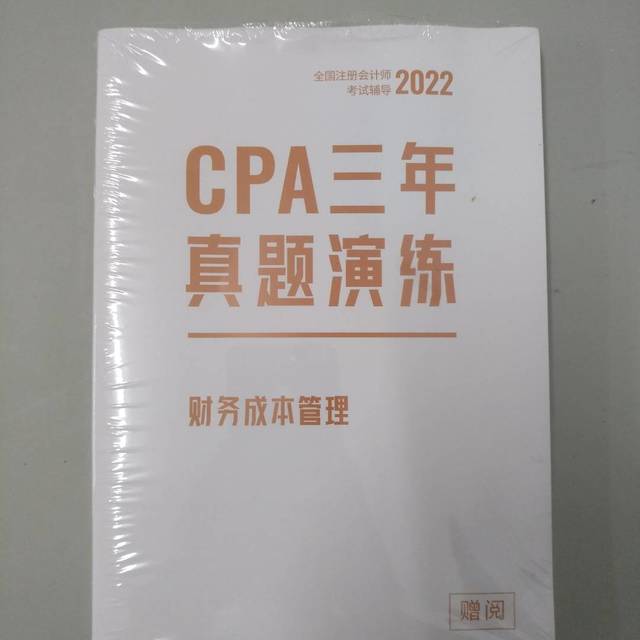 全国注册会计师
考试辅导 2022
CPA三年
真题演练
财务成本管理
赠阅